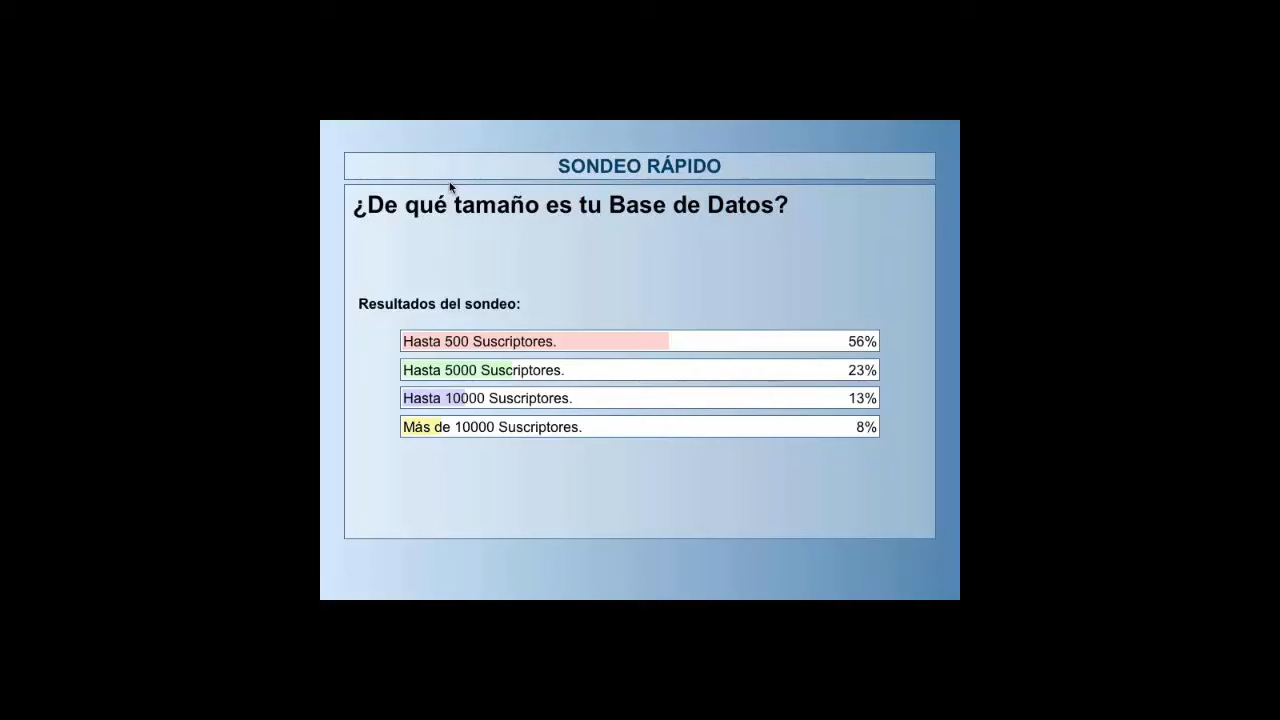 SONDEO RÁPIDO
¿De qué tamaño es tu Base de Datos?
Resultados del sondeo:
Hasta 500 Suscriptores. 56%
Hasta 5000 Suscriptores. 23%
Hasta 10000 Suscriptores. 13%
Más de 10000 Suscriptores. 8%